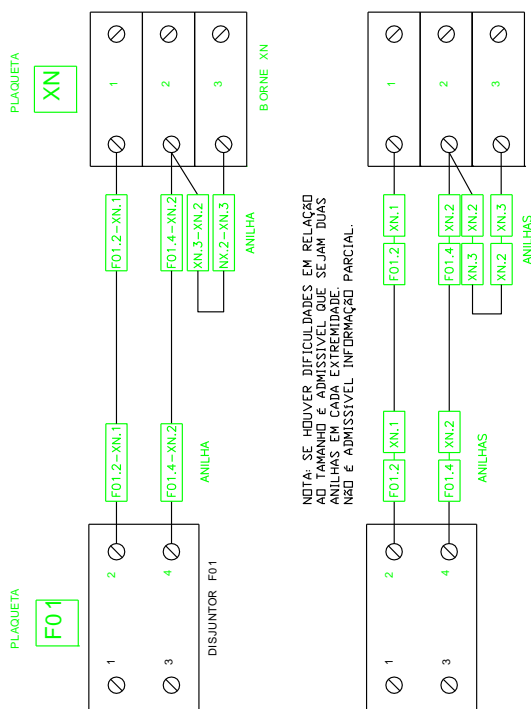 PLAQUETA
PLAQUETA
F01
XN
1 2 F01.2-XN.1 F01.2-XN.1 1
3 4 F01.4-XN.2 F01.4-XN.2 2
XN.3-XN.2
ANILHA
DISJUNTOR F01
NX.2-XN.3 3
ANILHA
BORNE XN
NOTA: SE HOUVER DIFICULDADES EM RELAÇÃO
AO TAMANHO É ADMISSÍVEL QUE SEJAM DUAS
ANILHAS EM CADA EXTREMIDADE.
NÃO É ADMISSÍVEL INFORMAÇÃO PARCIAL.
1 2 F01.2 XN.1 F01.2 XN.1 1
3 4 F01.4 XN.2 F01.4 XN.2 2
XN.3 XN.2
ANILHAS
XN.2 XN.3 3
ANILHAS